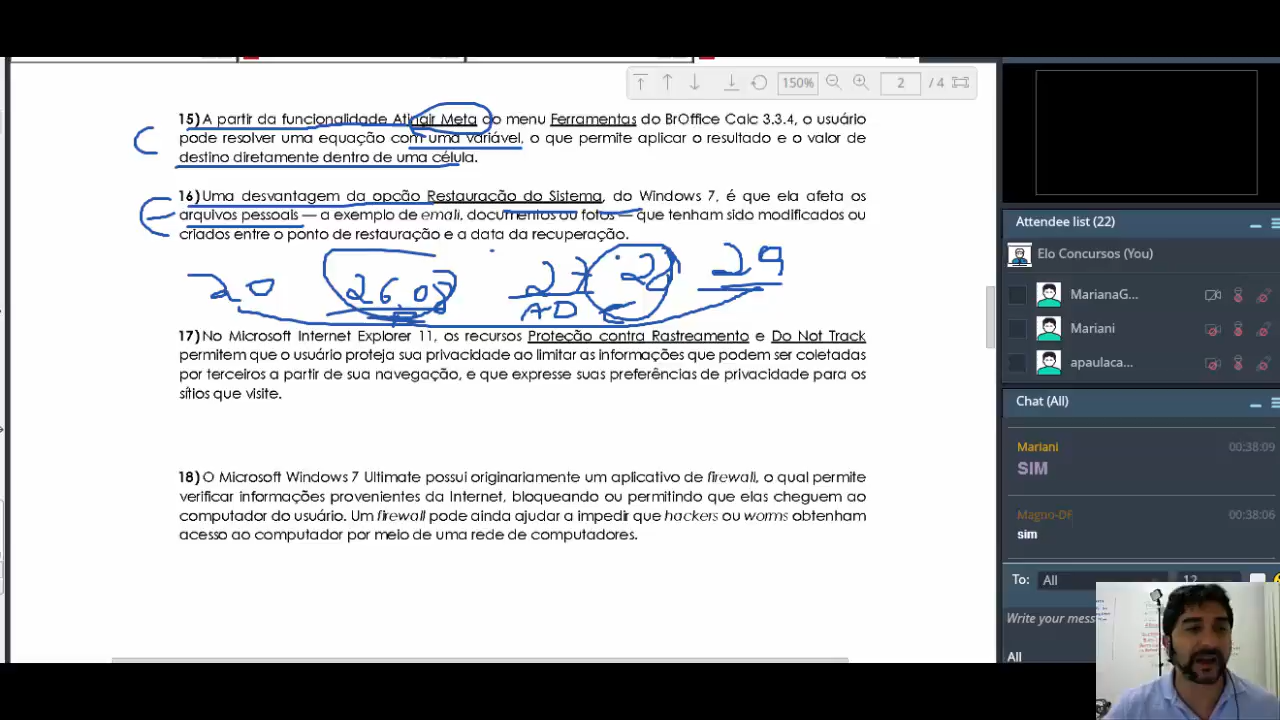 150%
2
/ 4
15) A partir da funcionalidade Atingir Meta do menu Ferramentas do BrOffice Calc 3.3.4, o usuário
pode resolver uma equação com uma variável, o que permite aplicar o resultado e o valor de
destino diretamente dentro de uma célula.
C
16) Uma desvantagem da opção Restauração do Sistema, do Windows 7, é que ela afeta os
arquivos pessoais — a exemplo de email, documentos ou fotos — que tenham sido modificados ou
criados entre o ponto de restauração e a data da recuperação.
E
20 26.08 27 28 29
AD
17) No Microsoft Internet Explorer 11, os recursos Proteção contra Rastreamento e Do Not Track
permitem que o usuário proteja sua privacidade ao limitar as informações que podem ser coletadas
por terceiros a partir de sua navegação, e que expresse suas preferências de privacidade para os
sítios que visite.
18) O Microsoft Windows 7 Ultimate possui originariamente um aplicativo de firewall, o qual permite
verificar informações provenientes da Internet, bloqueando ou permitindo que elas cheguem ao
computador do usuário. Um firewall pode ainda ajudar a impedir que hackers ou worms obtenham
acesso ao computador por meio de uma rede de computadores.
Attendee list (22)
Elo Concursos (You)
MarianaG...
Mariani
apaulaca...
Chat (All)
Mariani 00:38:09
SIM
Magno-DF 00:38:06
sim
To: All 12
Write your mess
All